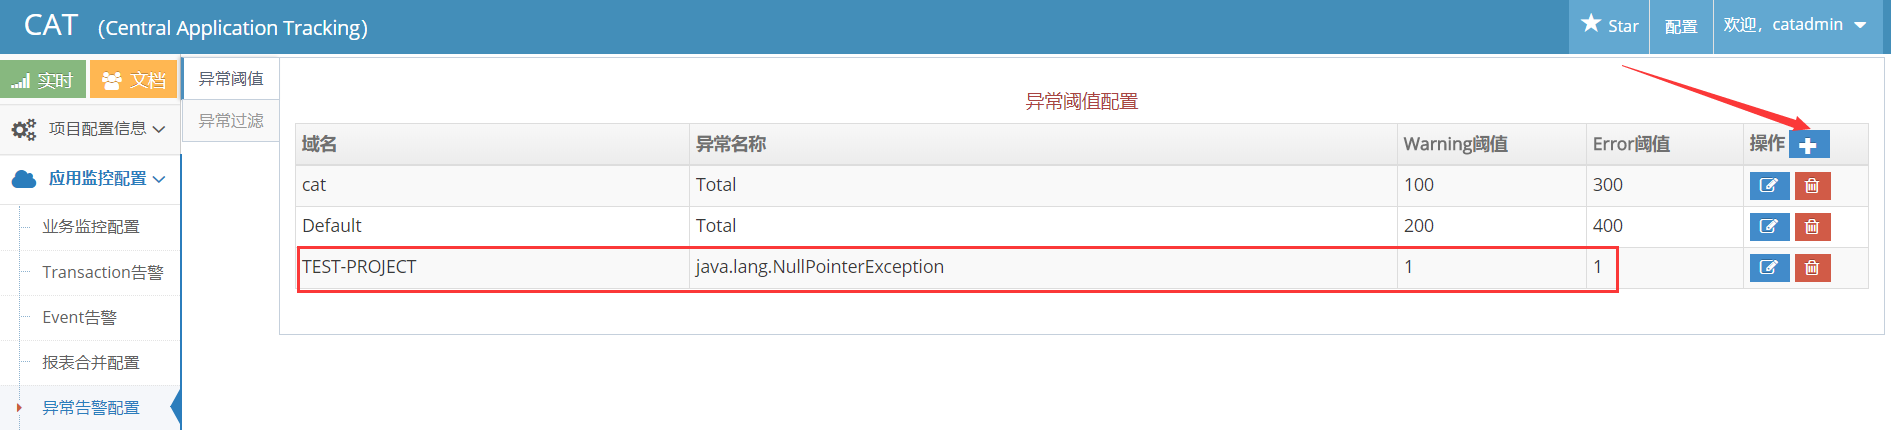 CAT (Central Application Tracking)
Star
配置
欢迎，catadmin
实时
文档
项目配置信息
应用监控配置
业务监控配置
Transaction告警
Event告警
报表合并配置
异常告警配置
异常阈值
异常过滤
异常阈值配置
域名 异常名称 Warning阈值 Error阈值 操作
cat Total 100 300
Default Total 200 400
TEST-PROJECT java.lang.NullPointerException 1 1